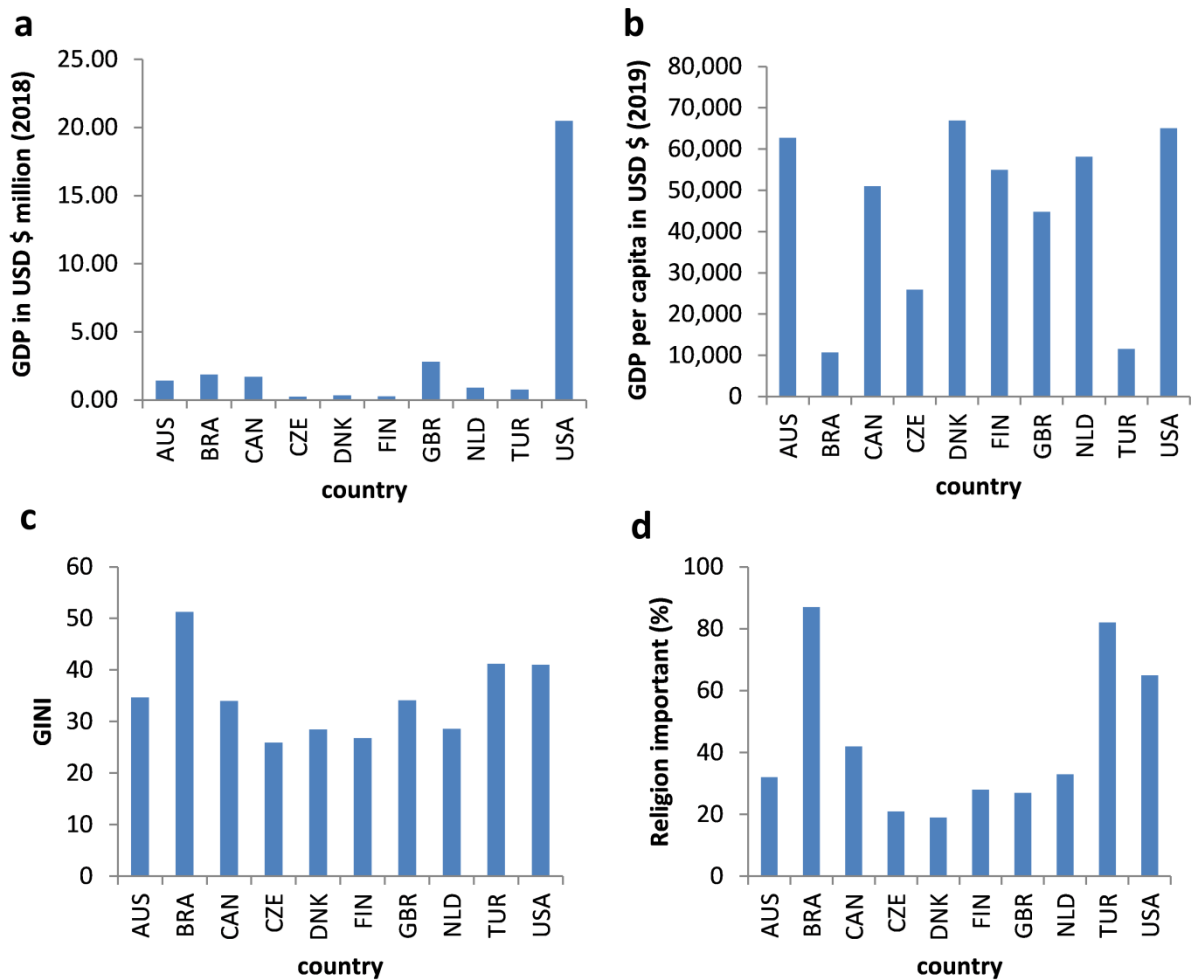 a
GDP in USD $ million (2018)
25.00
20.00
15.00
10.00
5.00
0.00
AUS
BRA
CAN
CZE
DNK
FIN
GBR
NLD
TUR
USA
country
b
GDP per capita in USD $ (2019)
80,000
70,000
60,000
50,000
40,000
30,000
20,000
10,000
0
AUS
BRA
CAN
CZE
DNK
FIN
GBR
NLD
TUR
USA
country
c
GINI
60
50
40
30
20
10
0
AUS
BRA
CAN
CZE
DNK
FIN
GBR
NLD
TUR
USA
country
d
Religion important (%)
100
80
60
40
20
0
AUS
BRA
CAN
CZE
DNK
FIN
GBR
NLD
TUR
USA
country